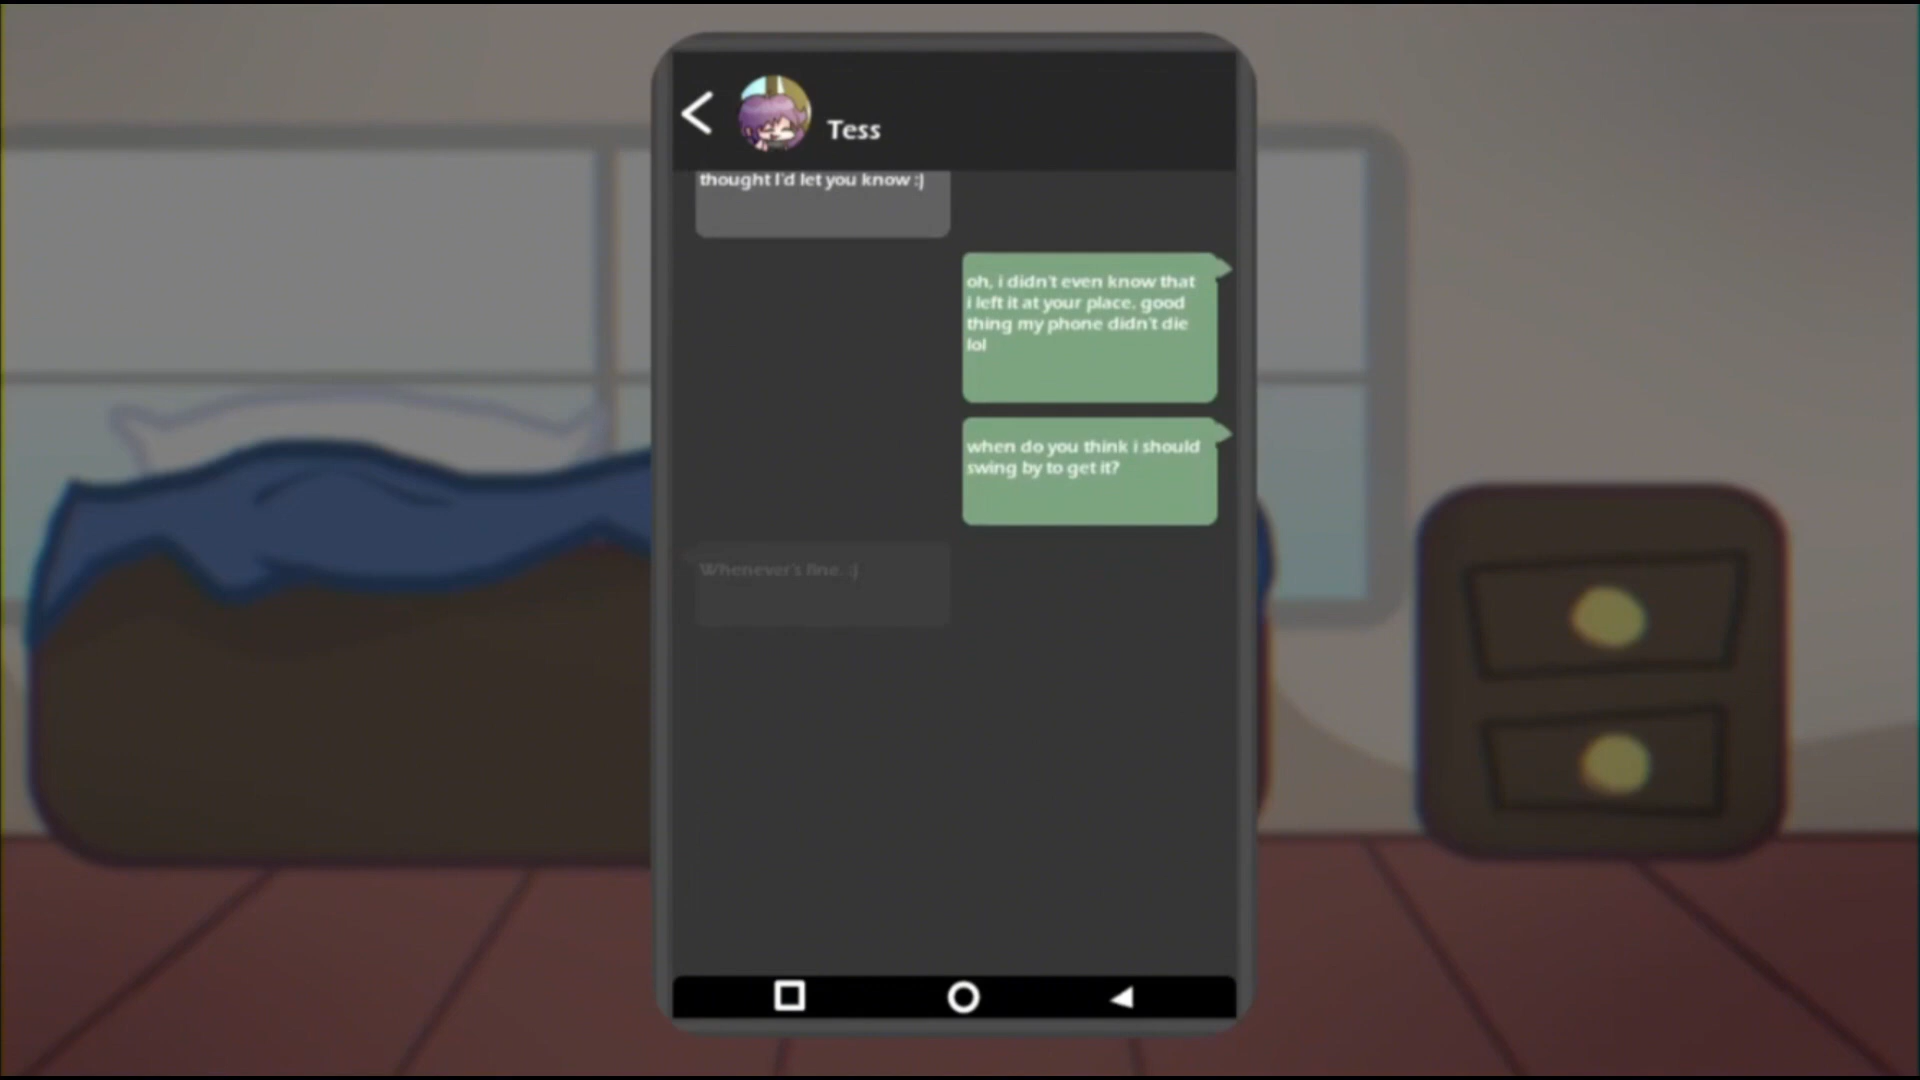 Tess
thought I'd let you know :)
oh, i didn't even know that
i left it at your place. good
thing my phone didn't die
lol
when do you think i should
swing by to get it?
Whenever's fine. :)